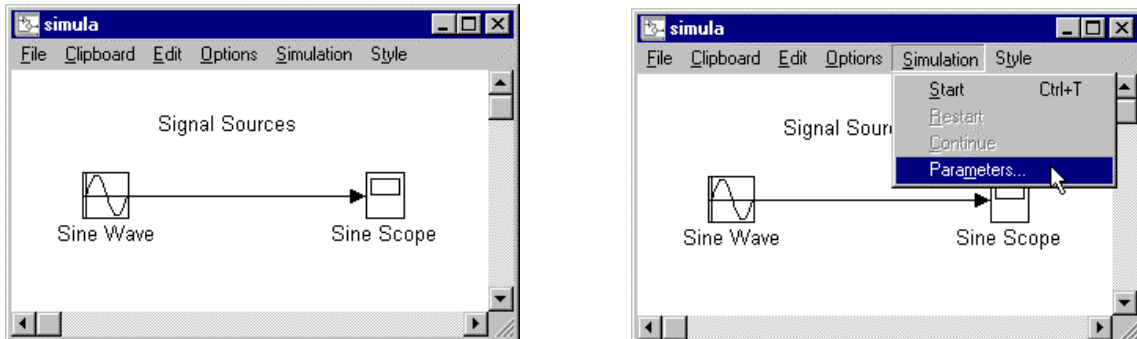 simula
File Clipboard Edit Options Simulation Style
Signal Sources
Sine Wave Sine Scope
simula
File Clipboard Edit Options Simulation Style
Start Ctrl+T
Restart
Continue
Parameters...
Signal Sour
Sine Wave Sine Scope